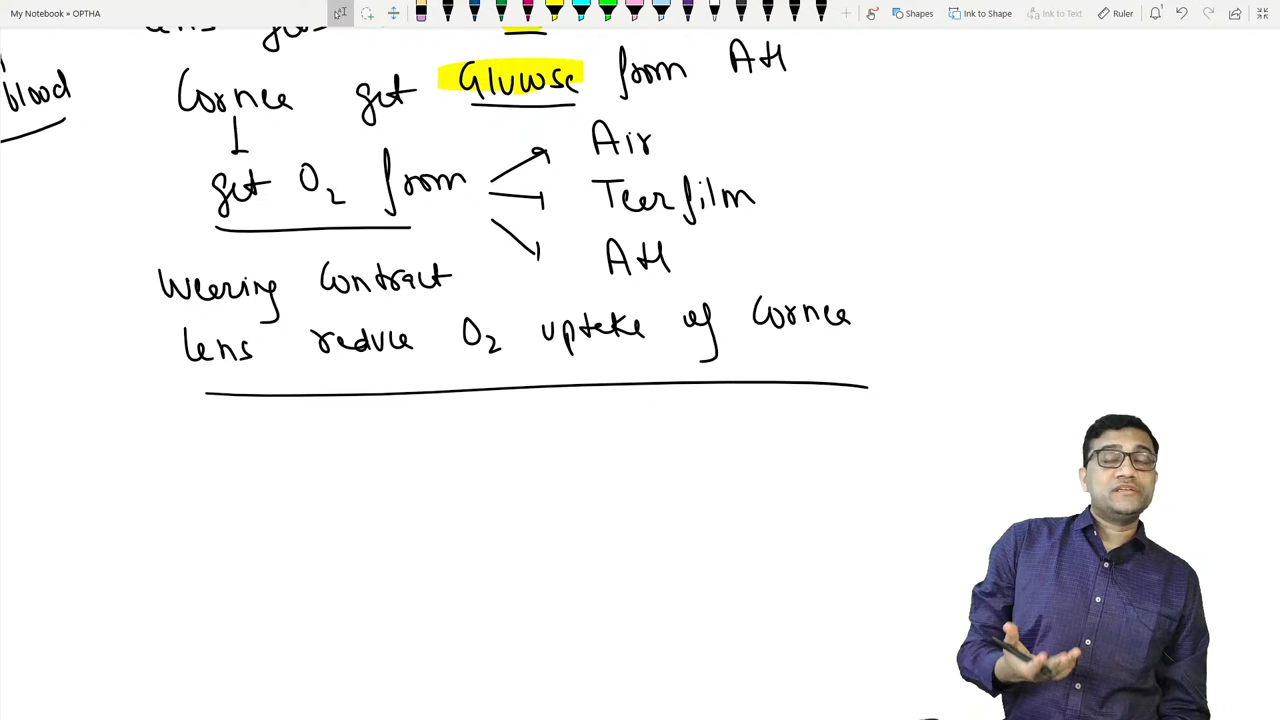 My Notebook » OPTHA
Shapes
Ink to Shape
Ink to Text
Ruler
lens
blood
Cornea get Glucose from AH
get O2 from
Air
Tear film
AH
Wearing Contract
lens reduce O2 uptake of Cornea